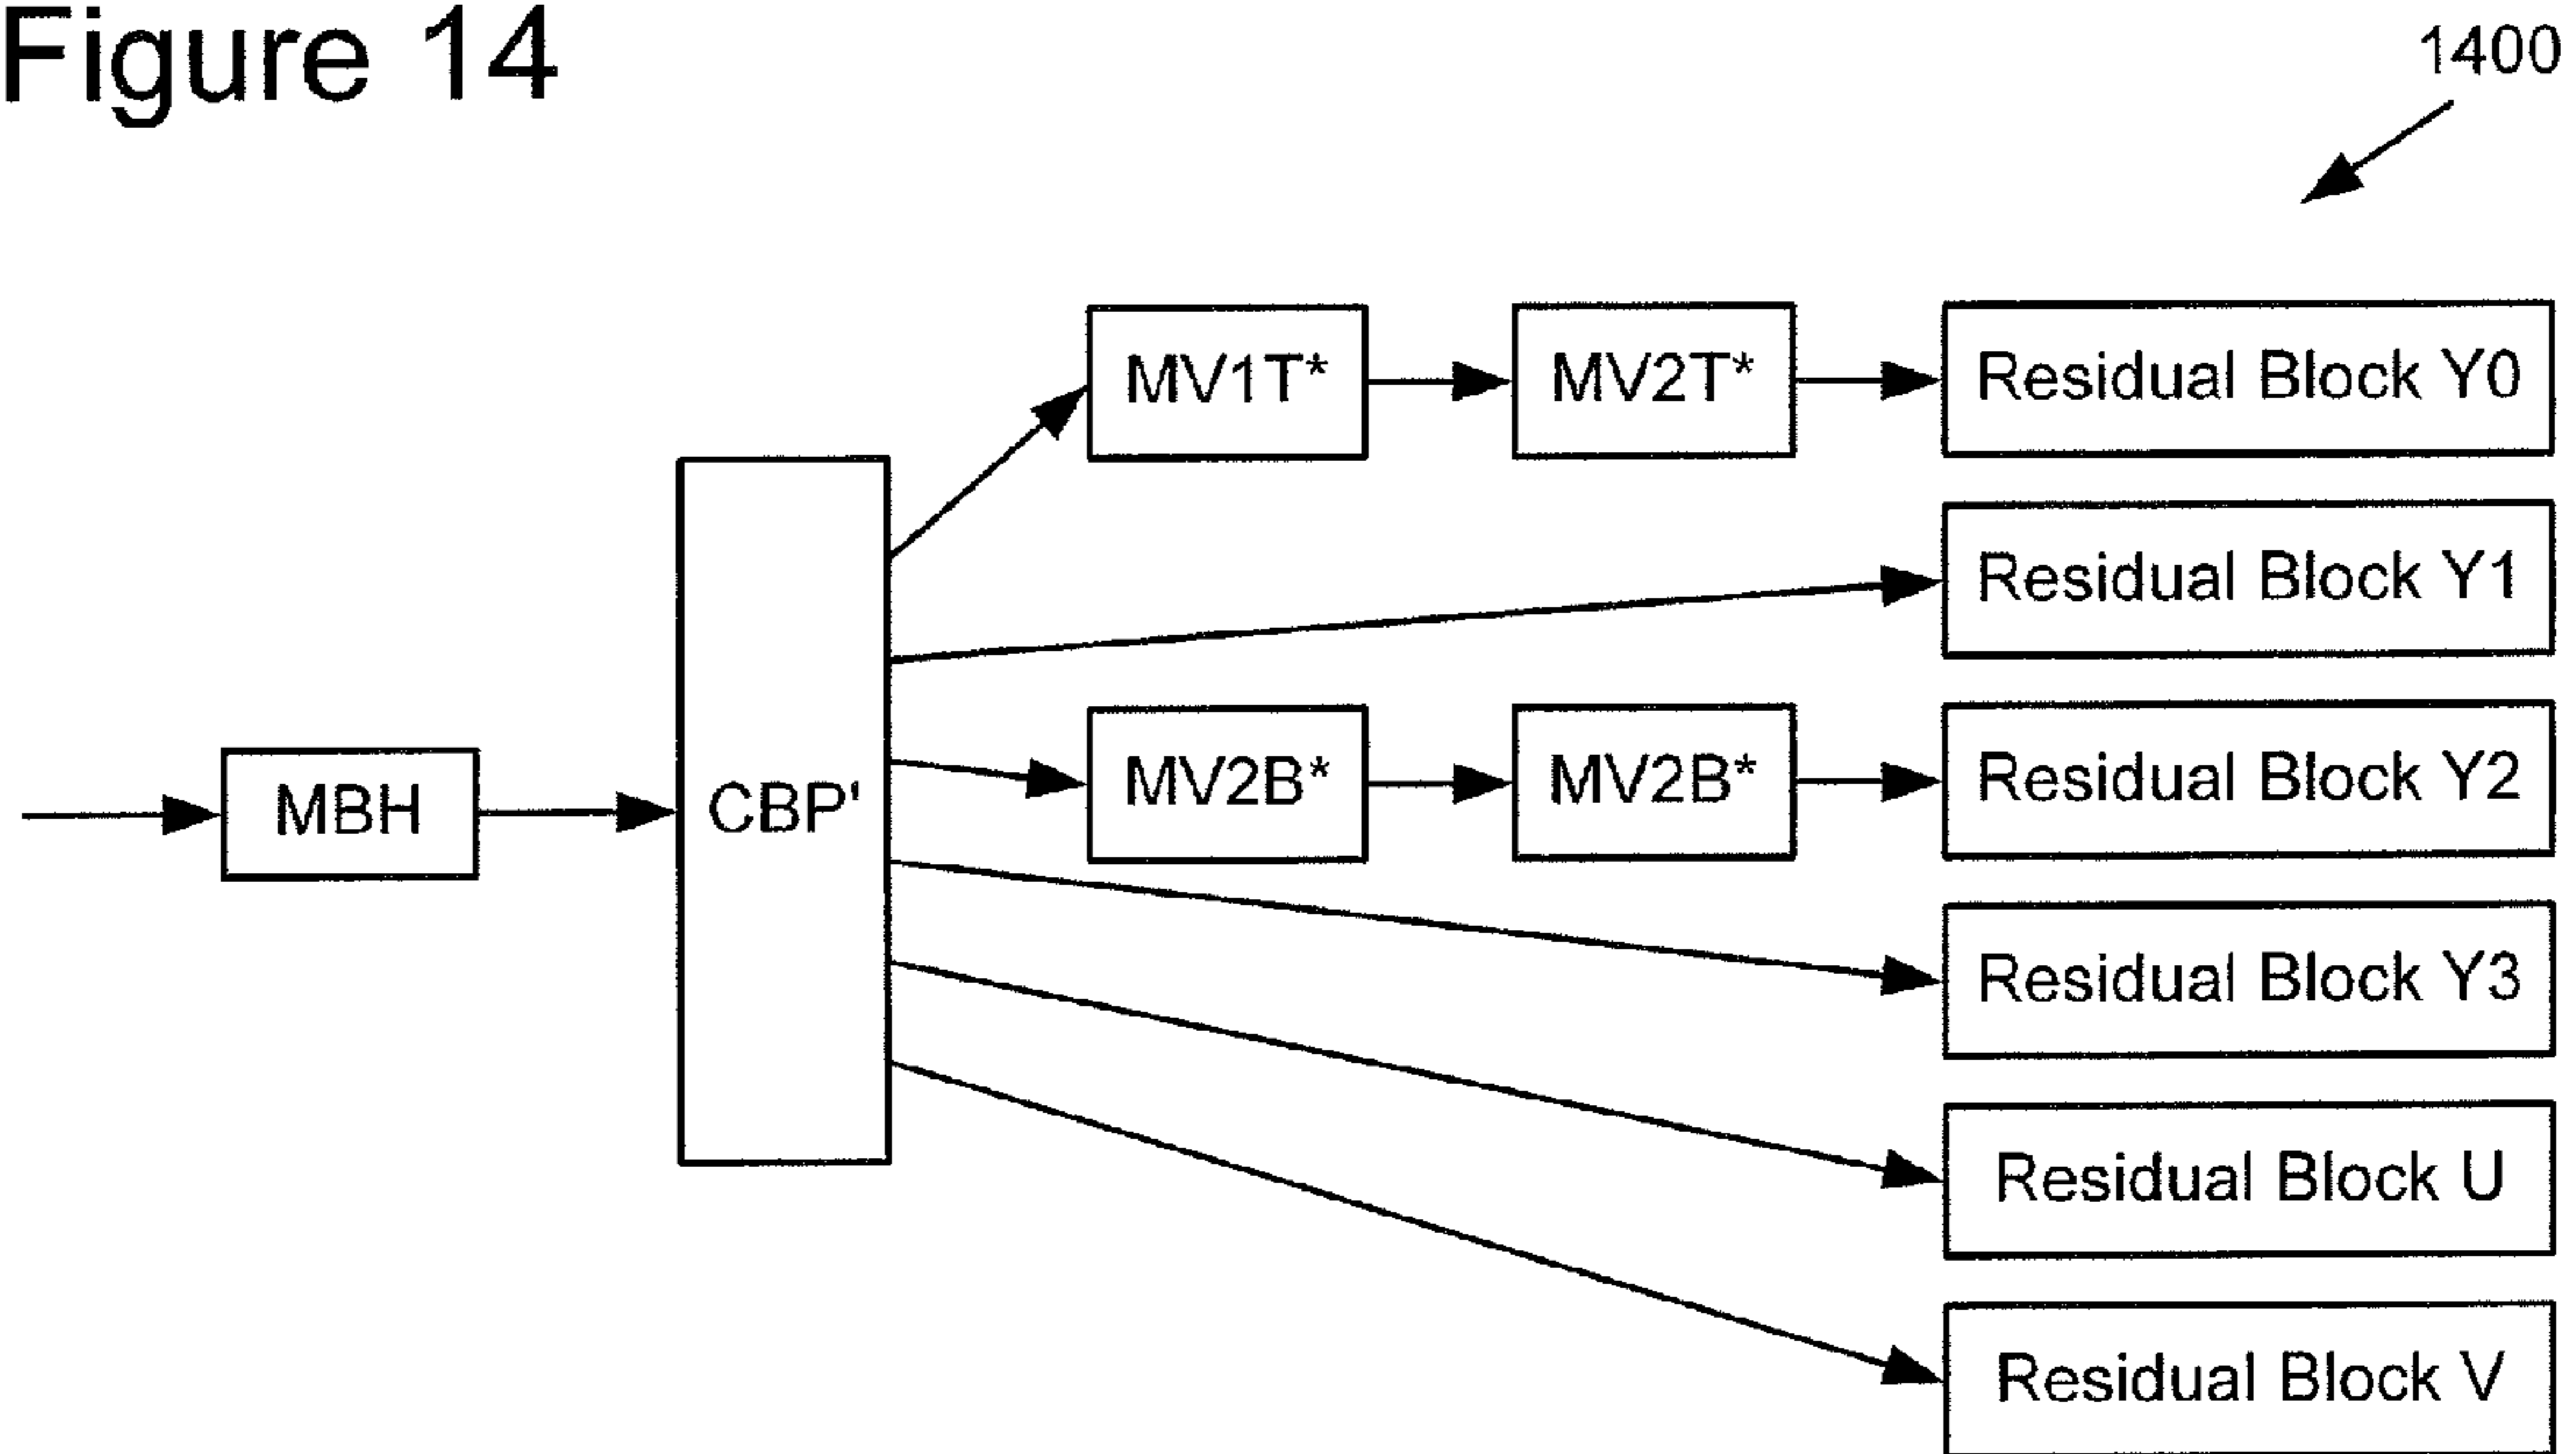 Figure 14
1400
MV1T*
MV2T*
Residual Block Y0
Residual Block Y1
MBH
CBP'
MV2B*
MV2B*
Residual Block Y2
Residual Block Y3
Residual Block U
Residual Block V